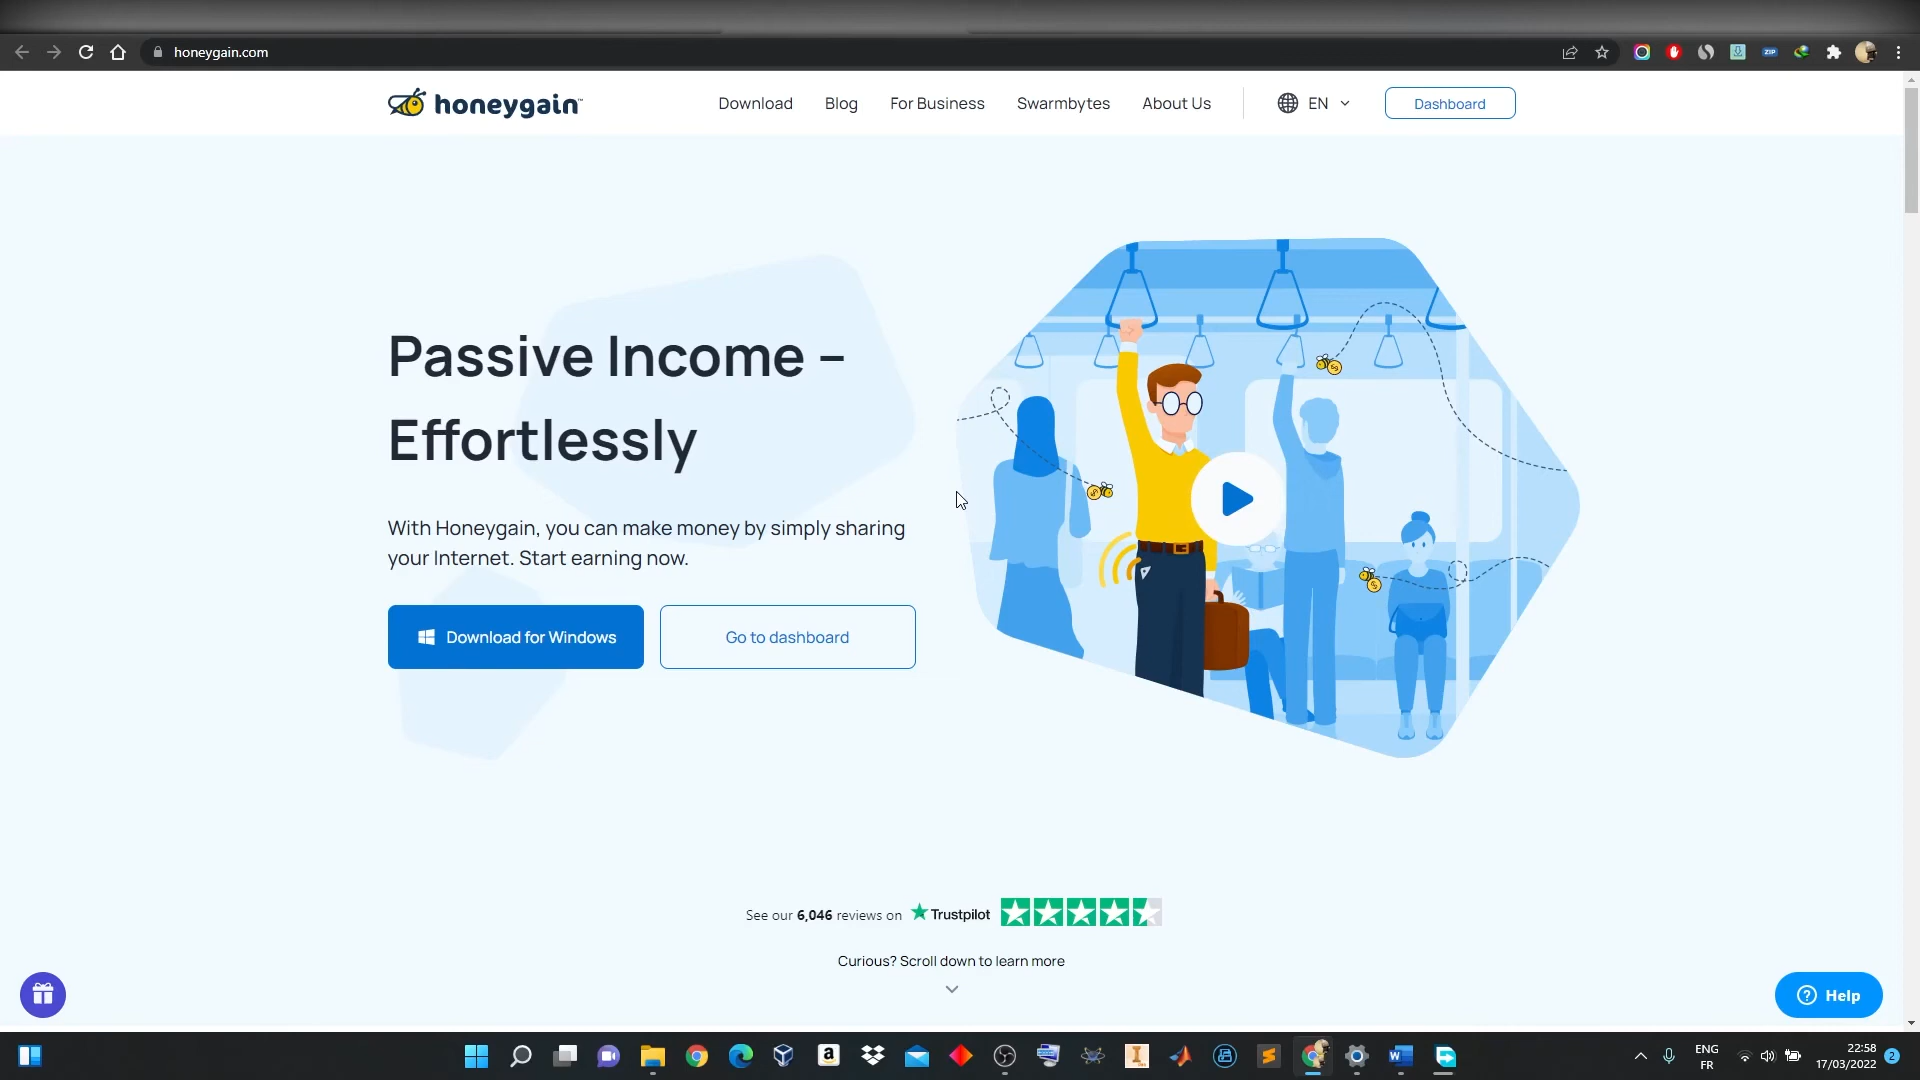 honeygain.com
honeygain
Download
Blog
For Business
Swarmbytes
About Us
EN
Dashboard
Passive Income –
Effortlessly
With Honeygain, you can make money by simply sharing
your Internet. Start earning now.
Download for Windows
Go to dashboard
See our 6,046 reviews on Trustpilot
Curious? Scroll down to learn more
Help
ENG
FR
22:58
17/03/2022
2